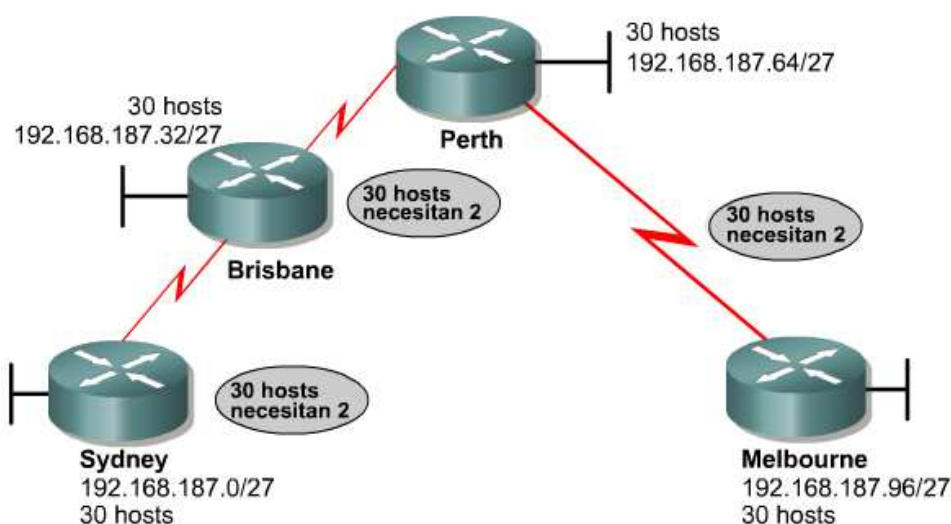 30 hosts
192.168.187.64/27
Perth
30 hosts
192.168.187.32/27
30 hosts
necesitan 2
30 hosts
necesitan 2
Brisbane
30 hosts
necesitan 2
Sydney
192.168.187.0/27
30 hosts
Melbourne
192.168.187.96/27
30 hosts